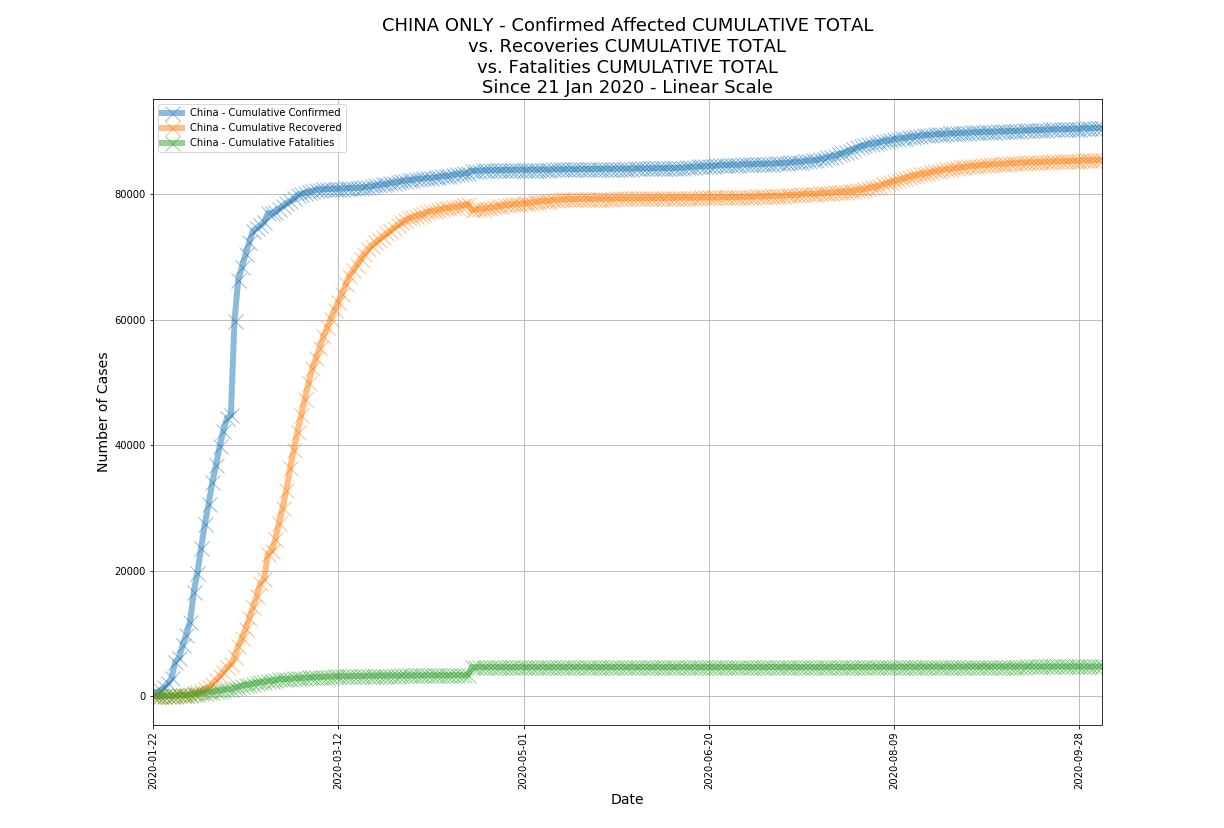 CHINA ONLY - Confirmed Affected CUMULATIVE TOTAL
vs. Recoveries CUMULATIVE TOTAL
vs. Fatalities CUMULATIVE TOTAL
Since 21 Jan 2020 - Linear Scale
China - Cumulative Confirmed
China - Cumulative Recovered
China - Cumulative Fatalities
Number of Cases
80000
60000
40000
20000
0
2020-01-22
2020-03-12
2020-05-01
2020-06-20
2020-08-09
2020-09-28
Date